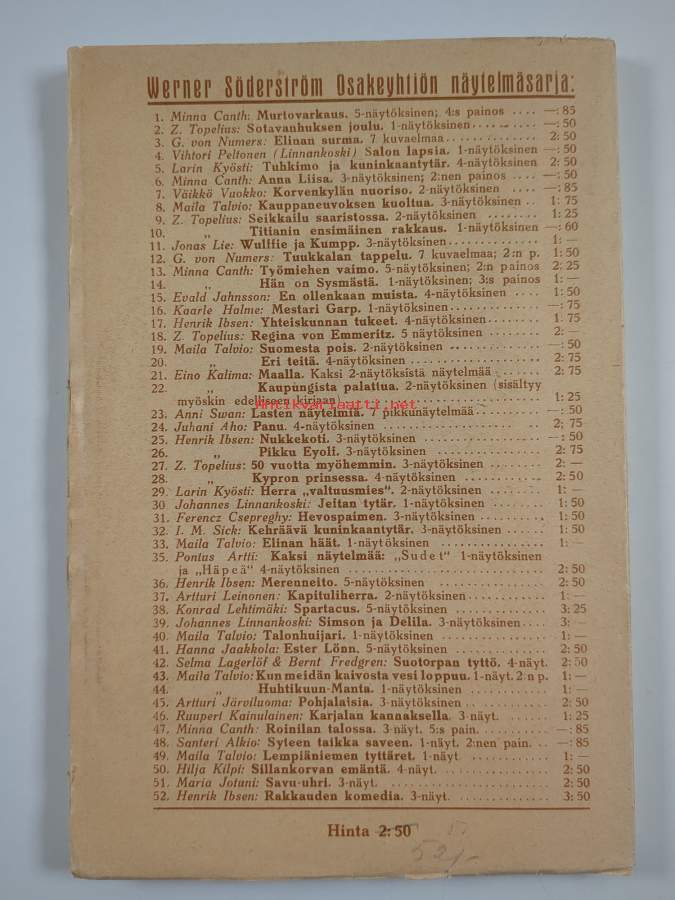 Werner Söderström Osakeyhtiön näytelmäsarja:
1. Minna Canth: Murtovarkaus. 5-näytöksinen; 4:s painos .... —: 85
2. Z. Topelius: Sotavanhuksen joulu. 1-näytöksinen .......... —: 50
3. G. von Numers: Elinan surma. 7 kuvaelmaa ........ 2: 50
4. Vihtori Peltonen (Linnankoski) Salon lapsia. 1-näytöksinen —: 50
5. Larin Kyösti: Tuhkimo ja kuninkaantytär. 4-näytöksinen 2: 50
6. Minna Canth: Anna Liisa. 3-näytöksinen; 2:nen painos .... —: 50
7. Väikkö Vuokko: Korvenkylän nuoriso. 2-näytöksinen .... —: 85
8. Maila Talvio: Kauppaneuvoksen kuoltua. 3-näytöksinen .. 1: 75
9. Z. Topelius: Seikkailu saaristossa. 2-näytöksinen ........ 1: 25
10. „ Titianin ensimäinen rakkaus. 1-näytöksinen —: 60
11. Jonas Lie: Wulffie ja Kumpp. 3-näytöksinen ............ 1: —
12. G. von Numers: Tuukkalan tappelu. 7 kuvaelmaa; 2:n p. 1: 50
13. Minna Canth: Työmiehen vaimo. 5-näytöksinen; 2:n painos 2: 25
14. „ Hän on Sysmästä. 1-näytöksinen; 3:s painos 1: —
15. Evald Jahnsson: En ollenkaan muista. 4-näytöksinen .... 1: 50
16. Kaarle Halme: Mestari Garp. 1-näytöksinen ............ —: 75
17. Henrik Ibsen: Yhteiskunnan tukeet. 4-näytöksinen ........ 1: 75
18. Z. Topelius: Regina von Emmeritz. 5 näytöksinen ........ 2: —
19. Maila Talvio: Suomesta pois. 2-näytöksinen ............ —: 50
20. „ Eri teitä. 4-näytöksinen ............ 2: 75
21. Eino Kalima: Maalla. Kaksi 2-näytöksistä näytelmää ...... 2: 75
22. „ Kaupungista palattua. 2-näytöksinen (sisältyy
myöskin edelliseen kirjaan) .......... 1: 25
Antikvariaatti.net
23. Anni Swan: Lasten näytelmiä. 7 pikkunäytelmää .......... —: 50
24. Juhani Aho: Panu. 4-näytöksinen .............. 2; 75
25. Henrik Ibsen: Nukkekoti. 3-näytöksinen .............. —: 50
26. „ Pikku Eyolf. 3-näytöksinen .............. 2: 75
27. Z. Topelius: 50 vuotta myöhemmin. 3-näytöksinen ........ 2: —
28. „ Kypron prinsessa. 4-näytöksinen .......... 2: 50
29. Larin Kyösti: Herra „valtuusmies". 2-näytöksinen ........ 1: —
30. Johannes Linnankoski: Jeftan tytär. 1-näytöksinen ........ 1: 50
31. Ferencz Csepreghy: Hevospaimen. 3-näytöksinen ........ 1: 50
32. I. M. Sick: Kehräävä kuninkaantytär. 3-näytöksinen ...... 1: 50
33. Maila Talvio: Elinan häät. 1-näytöksinen .............. 1: —
35. Pontus Artti: Kaksi näytelmää: „Sudet" 1-näytöksinen
ja „Häpeä" 4-näytöksinen .............. 2: 50
36. Henrik Ibsen: Merenneito. 5-näytöksinen .............. 2: 50
37. Artturi Leinonen: Kapituliherra. 2-näytöksinen .......... 1: —
38. Konrad Lehtimäki: Spartacus. 5-näytöksinen .............. 3: 25
39. Johannes Linnankoski: Simson ja Delila. 3-näytöksinen .... 3: —
40. Maila Talvio: Talonhuijari. 1-näytöksinen .............. 1: —
41. Hanna Jaakkola: Ester Lönn. 5-näytöksinen .............. 2: 50
42. Selma Lagerlöf & Bernt Fredgren: Suotorpan tyttö. 4-näyt. 2: 50
43. Maila Talvio: Kun meidän kaivosta vesi loppuu. 1-näyt. 2:n p. 1: —
44. „ Huhtikuun-Manta. 1-näytöksinen ............ 1: —
45. Artturi Järviluoma: Pohjalaisia. 3-näytöksinen ............ 2: 50
46. Ruupert Kainulainen: Karjalan kannaksella. 3-näyt. ........ 1: 25
47. Minna Canth: Roinilan talossa. 3-näyt. 5:s pain. .......... —: 85
48. Santeri Alkio: Syteen taikka saveen. 1-näyt. 2:nen pain. .. —: 85
49. Maila Talvio: Lempiäniemen tyttäret. 1-näyt .............. 1: —
50. Hilja Kilpi: Sillankorvan emäntä. 4-näyt. .............. 2: 50
51. Maria Jotuni: Savu-uhri. 3-näyt. .............. 2: 50
52. Henrik Ibsen: Rakkauden komedia. 3-näyt. .............. 3: 50
Hinta 2: 50
52/-